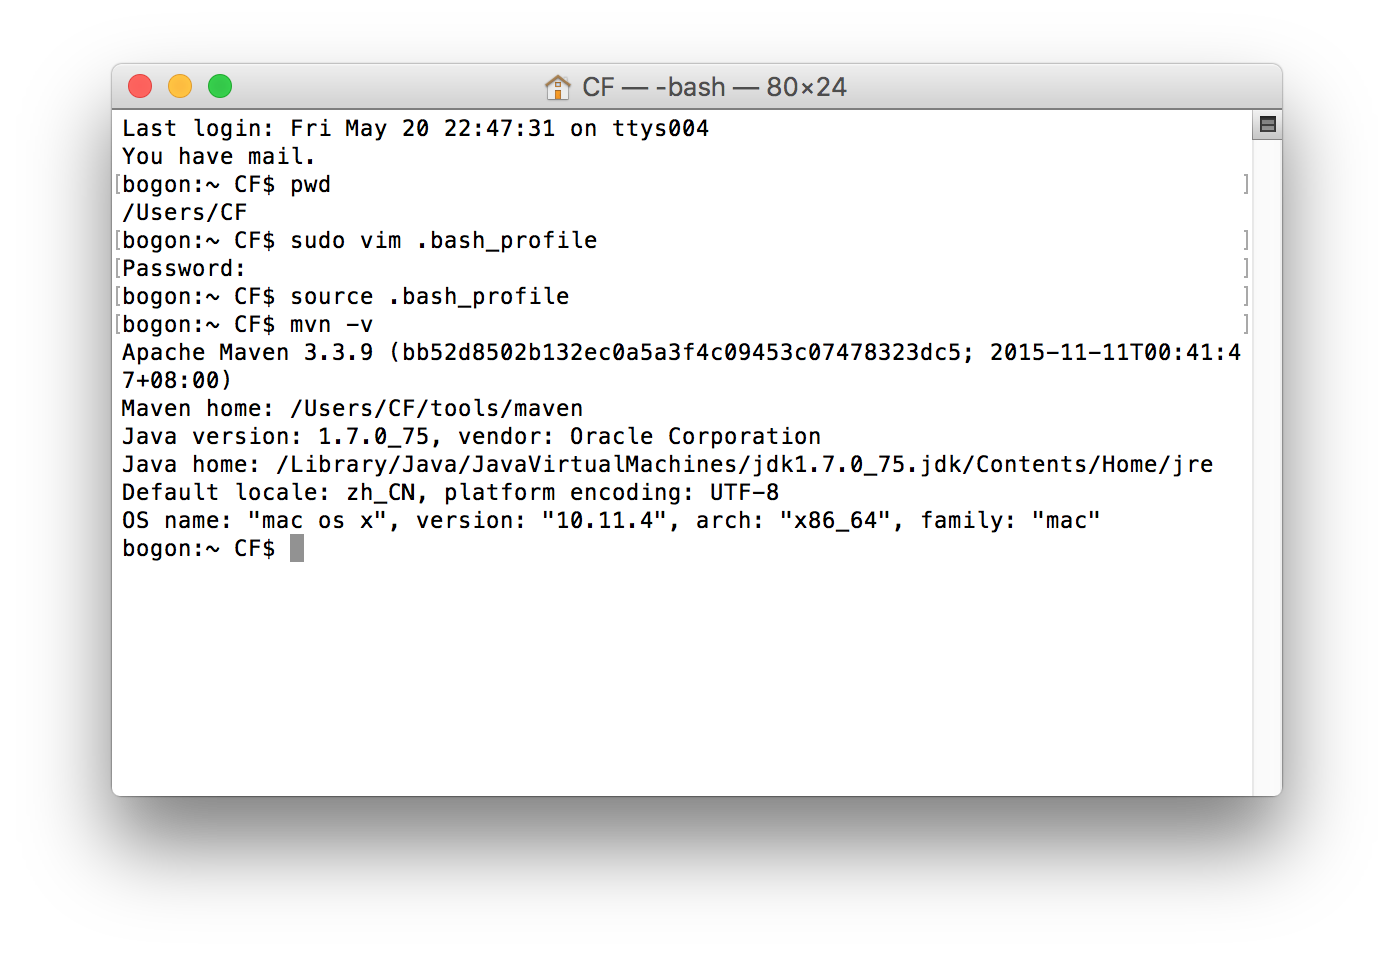 CF — -bash — 80×24
Last login: Fri May 20 22:47:31 on ttys004
You have mail.
[bogon:~ CF$ pwd ]
/Users/CF
[bogon:~ CF$ sudo vim .bash_profile ]
[Password: ]
[bogon:~ CF$ source .bash_profile ]
[bogon:~ CF$ mvn -v ]
Apache Maven 3.3.9 (bb52d8502b132ec0a5a3f4c09453c07478323dc5; 2015-11-11T00:41:4
7+08:00)
Maven home: /Users/CF/tools/maven
Java version: 1.7.0_75, vendor: Oracle Corporation
Java home: /Library/Java/JavaVirtualMachines/jdk1.7.0_75.jdk/Contents/Home/jre
Default locale: zh_CN, platform encoding: UTF-8
OS name: "mac os x", version: "10.11.4", arch: "x86_64", family: "mac"
bogon:~ CF$